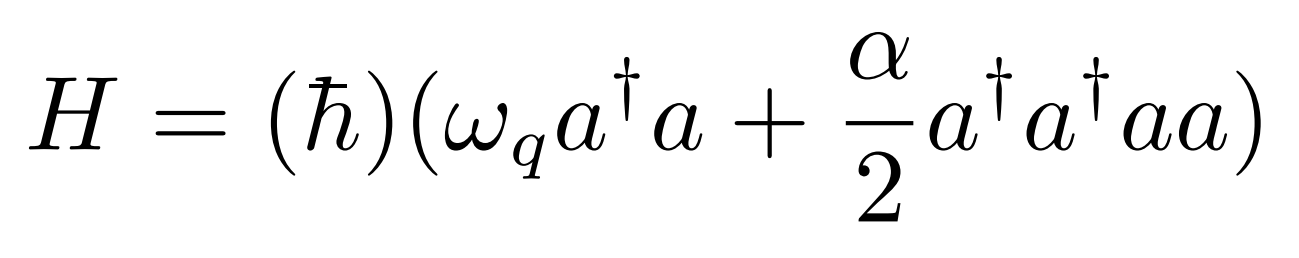 H = (ħ)(ω_q a†a + α/2 a†a†aa)